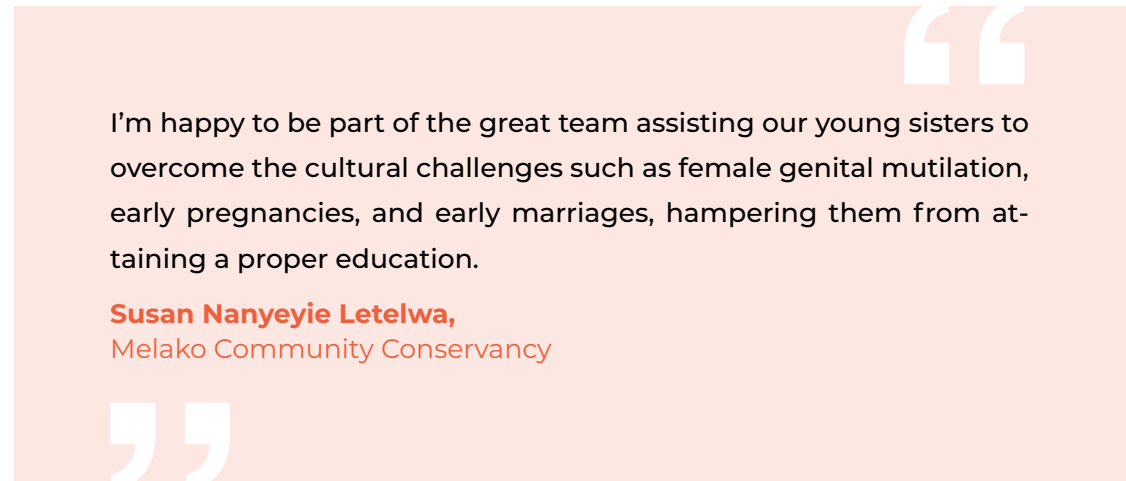 I’m happy to be part of the great team assisting our young sisters to
overcome the cultural challenges such as female genital mutilation,
early pregnancies, and early marriages, hampering them from at-
taining a proper education.
Susan Nanyeyie Letelwa,
Melako Community Conservancy